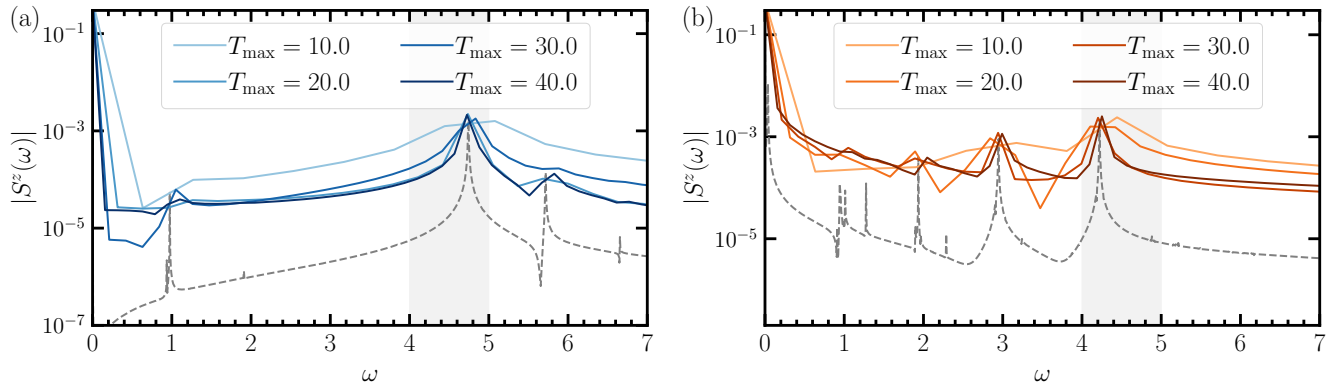 (a)
T_max = 10.0 T_max = 30.0
T_max = 20.0 T_max = 40.0
|S^z(ω)|
10^-1
10^-3
10^-5
10^-7
0 1 2 3 4 5 6 7
ω
(b)
T_max = 10.0 T_max = 30.0
T_max = 20.0 T_max = 40.0
|S^z(ω)|
10^-1
10^-3
10^-5
0 1 2 3 4 5 6 7
ω